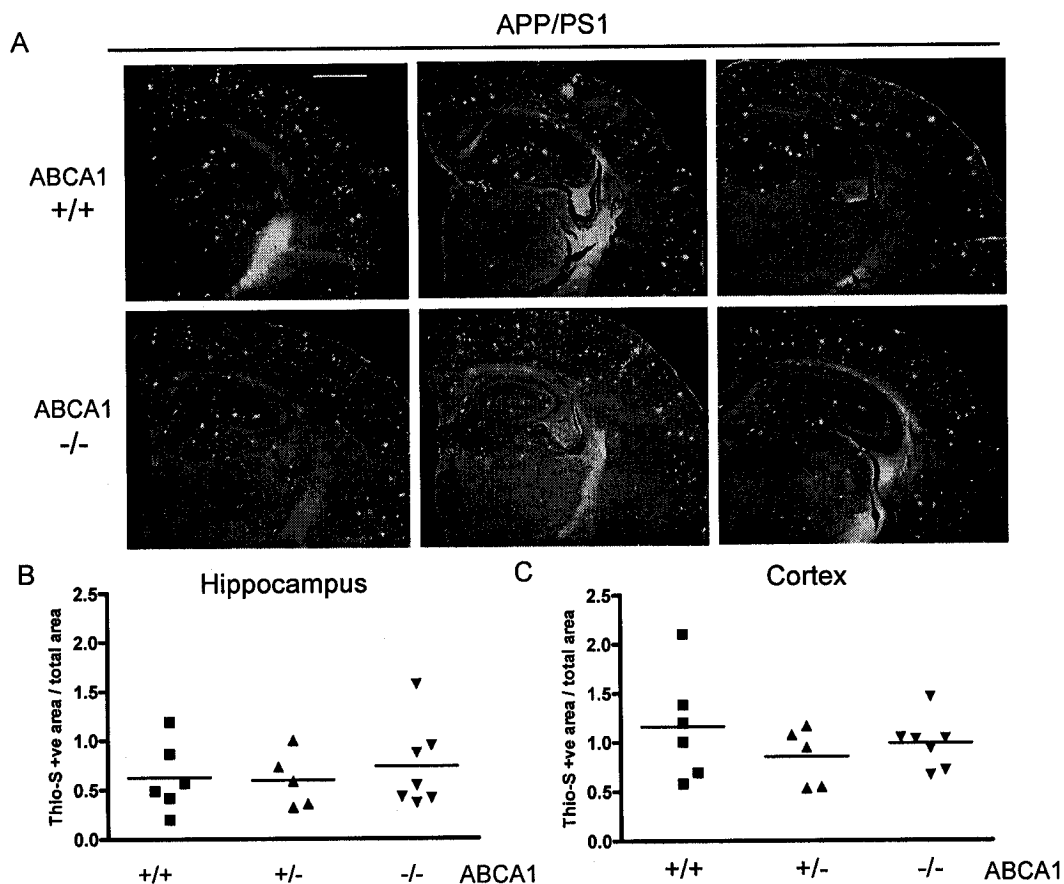 APP/PS1
A
ABCA1
+/+
ABCA1
-/-
B
Hippocampus
Thio-S +ve area / total area
2.5
2.0
1.5
1.0
0.5
0.0
+/+
+/-
-/-
ABCA1
C
Cortex
Thio-S +ve area / total area
2.5
2.0
1.5
1.0
0.5
0.0
+/+
+/-
-/-
ABCA1